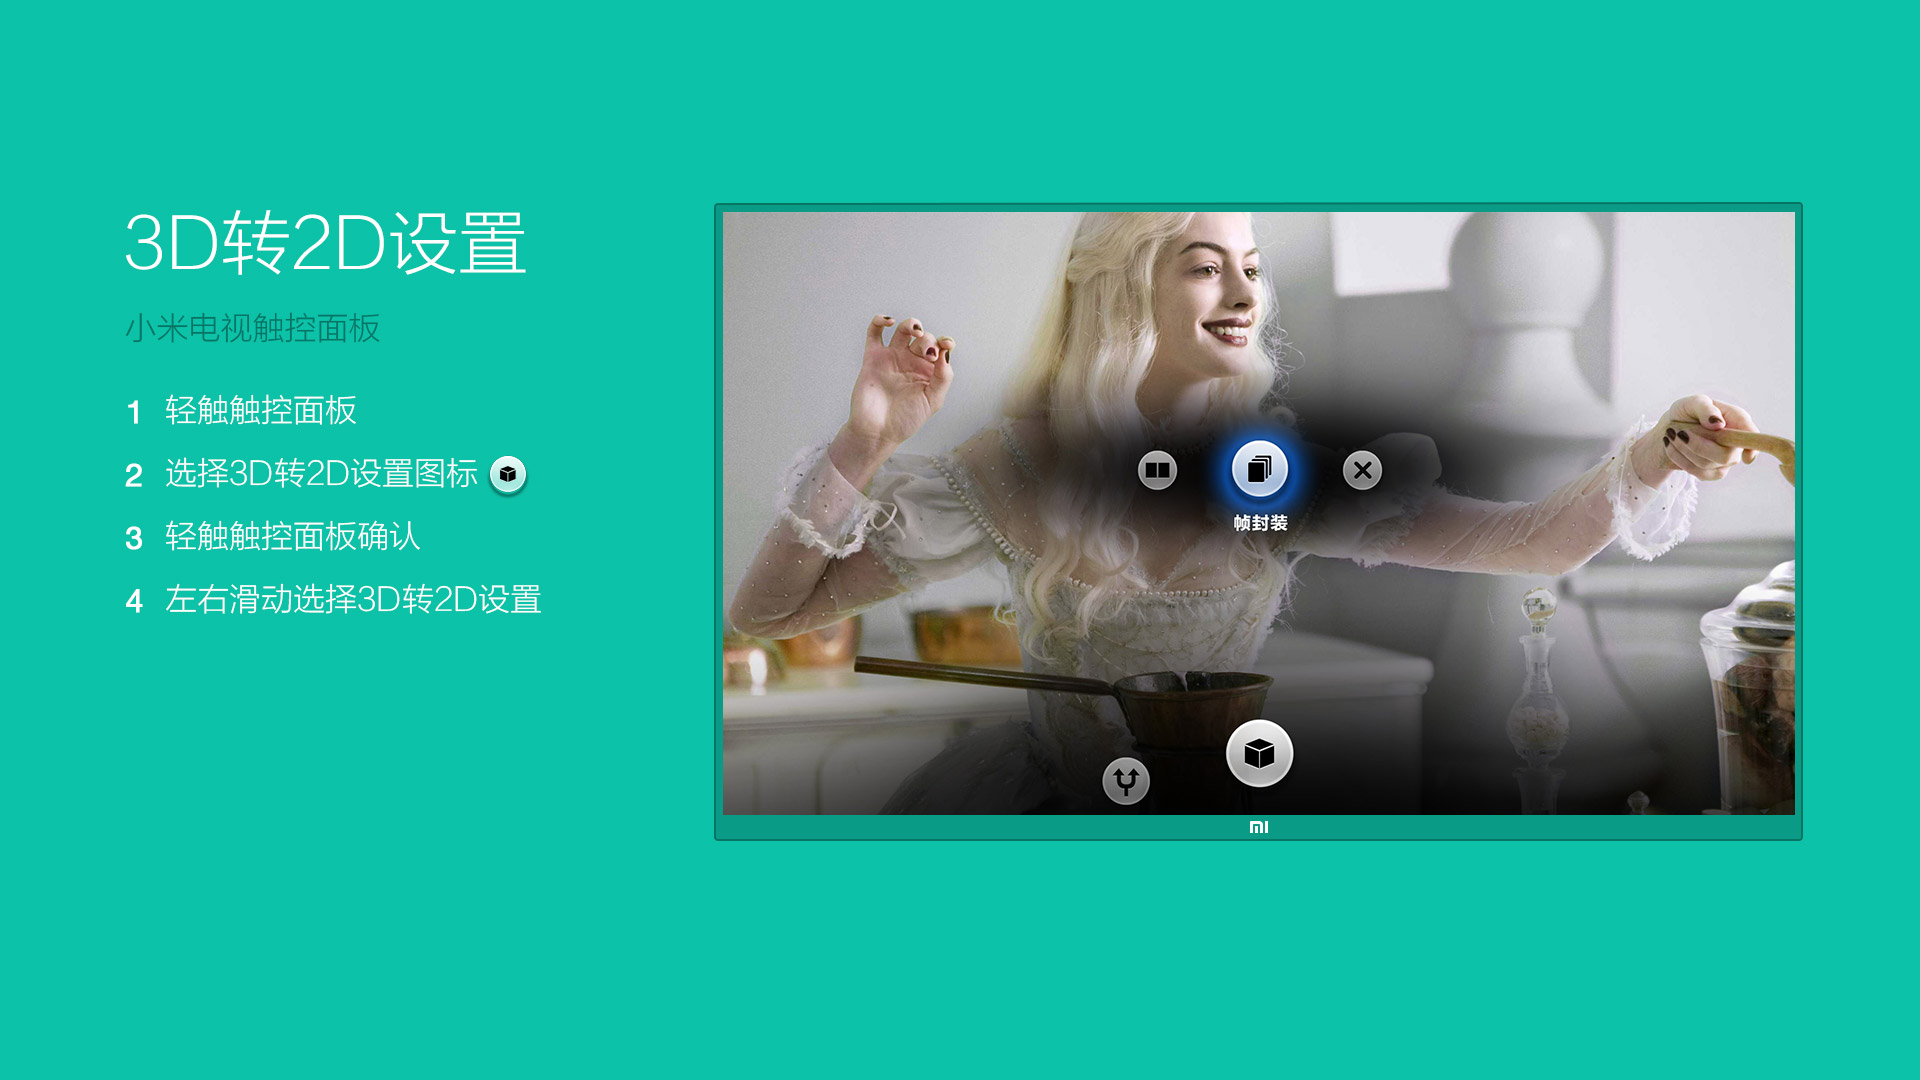 3D转2D设置
小米电视触控面板
1 轻触触控面板
2 选择3D转2D设置图标
3 轻触触控面板确认
4 左右滑动选择3D转2D设置
帧封装
mi